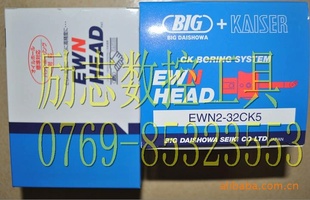 BIG + KAISER
BIG DAISHOWA
CK BORING SYSTEM
EWN
HEAD
EWN2-32CK5
BIG DAISHOWA SEIKI CO LTD JAPAN
EWN
HEAD
励志数控工具
0769-85323553